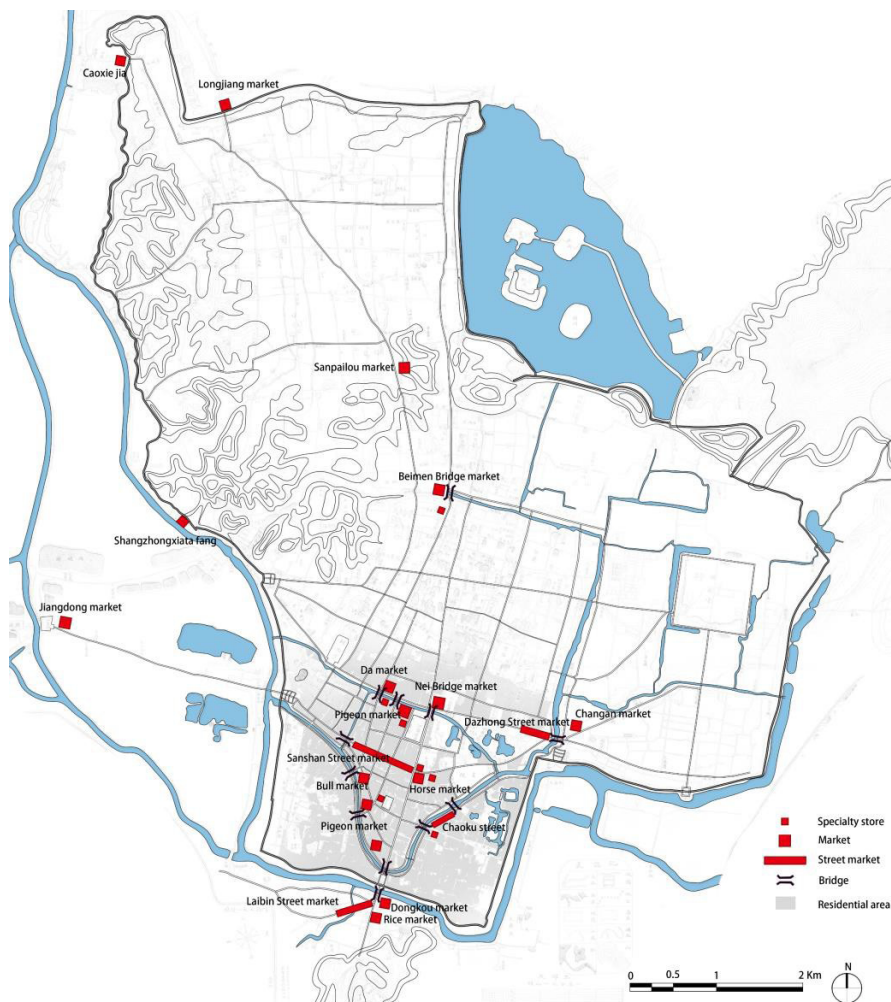 Caoxie jia
Longjiang market
Sanpailou market
Beimen Bridge market
Shangzhongxiata fang
Jiangdong market
Da market
Nei Bridge market
Pigeon market
Dazhong Street market
Changan market
Sanshan Street market
Bull market
Horse market
Pigeon market
Chaoku street
Laibin Street market
Dongkou market
Rice market
Specialty store
Market
Street market
Bridge
Residential area
0 0.5 1 2 Km
N